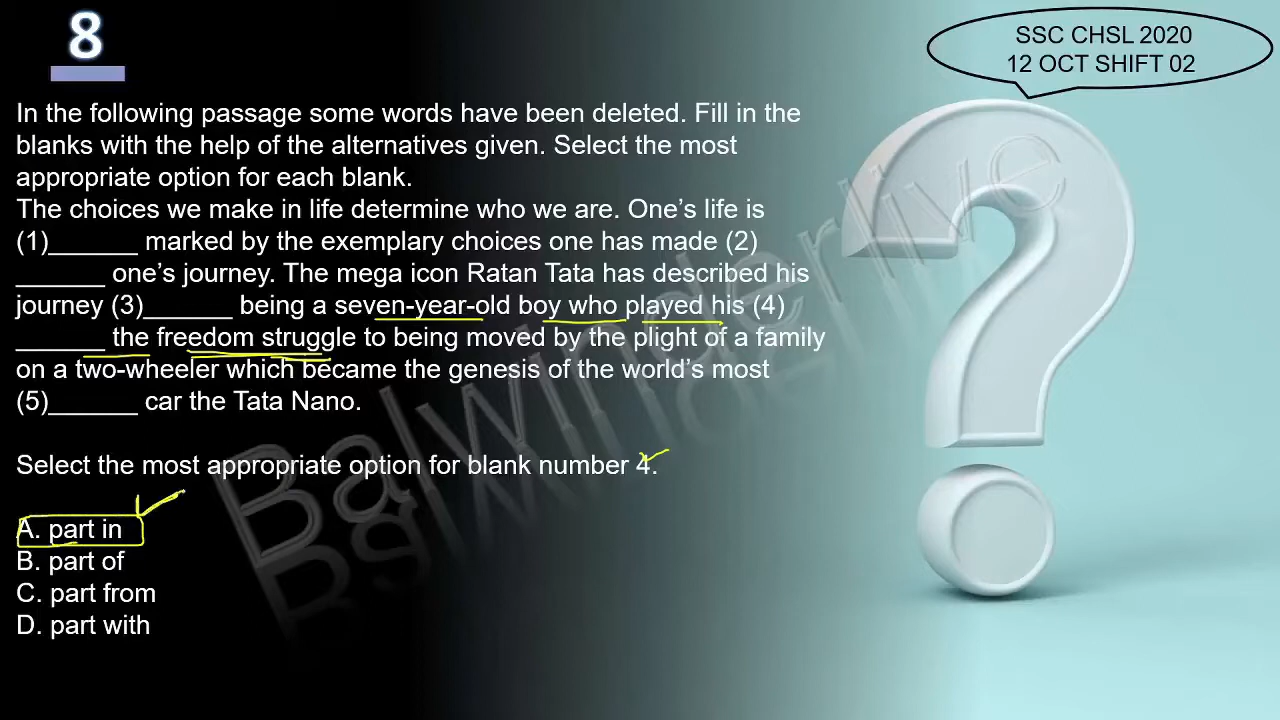 8
SSC CHSL 2020
12 OCT SHIFT 02
In the following passage some words have been deleted. Fill in the
blanks with the help of the alternatives given. Select the most
appropriate option for each blank.
The choices we make in life determine who we are. One’s life is
(1)______ marked by the exemplary choices one has made (2)
______ one’s journey. The mega icon Ratan Tata has described his
journey (3)______ being a seven-year-old boy who played his (4)
______ the freedom struggle to being moved by the plight of a family
on a two-wheeler which became the genesis of the world’s most
(5)______ car the Tata Nano.
Select the most appropriate option for blank number 4.
A. part in
B. part of
C. part from
D. part with
Balwinderlive